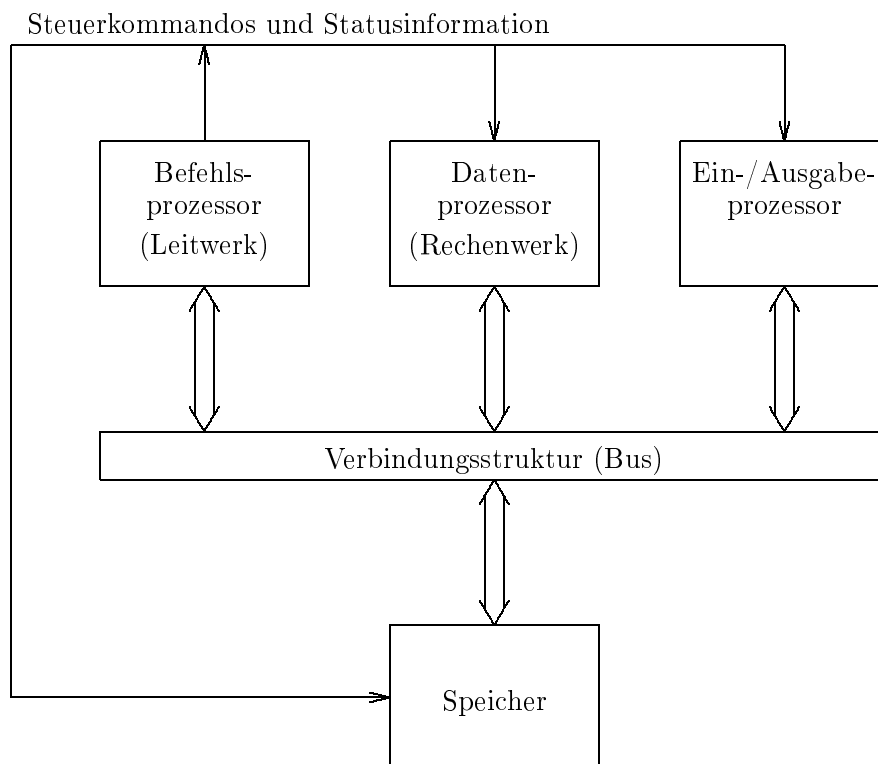 Steuerkommandos und Statusinformation
Befehls-
prozessor
(Leitwerk)
Daten-
prozessor
(Rechenwerk)
Ein-/Ausgabe-
prozessor
Verbindungsstruktur (Bus)
Speicher